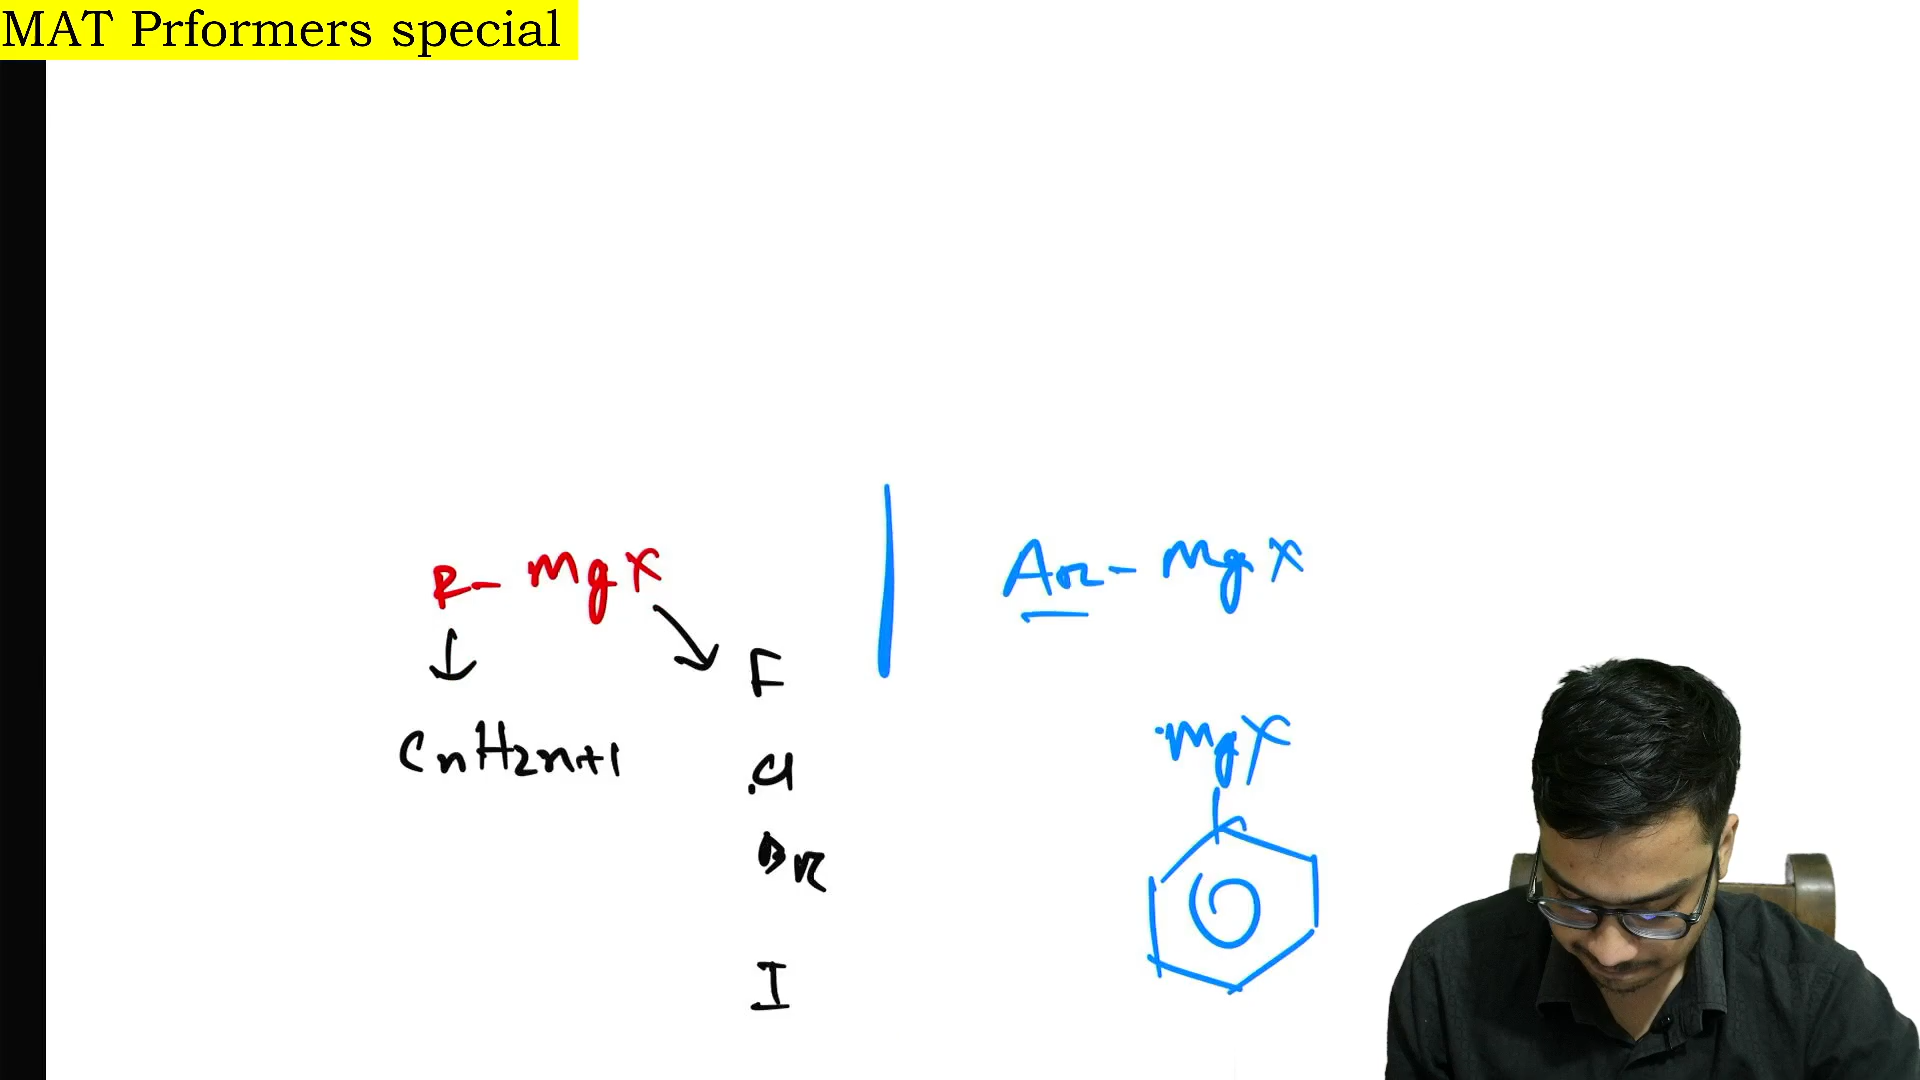 MAT Prformers special
R- MgX
CnH2n+1
F
Cl
Br
I
Ar- MgX
MgX